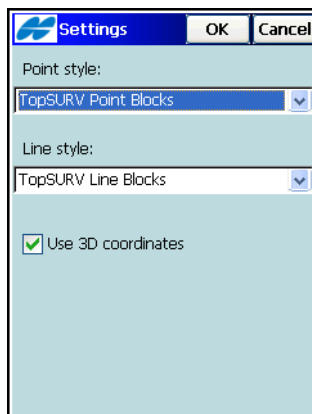 Settings OK Cancel
Point style:
TopSURV Point Blocks
Line style:
TopSURV Line Blocks
Use 3D coordinates